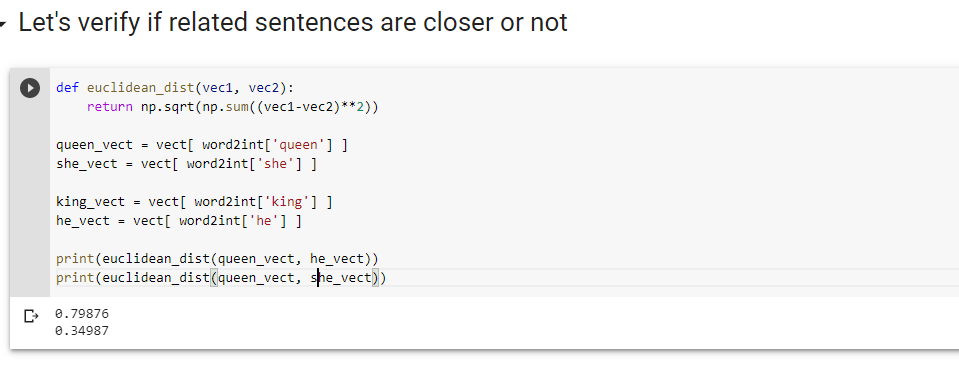 Let's verify if related sentences are closer or not
def euclidean_dist(vec1, vec2):
    return np.sqrt(np.sum((vec1-vec2)**2))
queen_vect = vect[ word2int['queen'] ]
she_vect = vect[ word2int['she'] ]
king_vect = vect[ word2int['king'] ]
he_vect = vect[ word2int['he'] ]
print(euclidean_dist(queen_vect, he_vect))
print(euclidean_dist(queen_vect, she_vect))
0.79876
0.34987